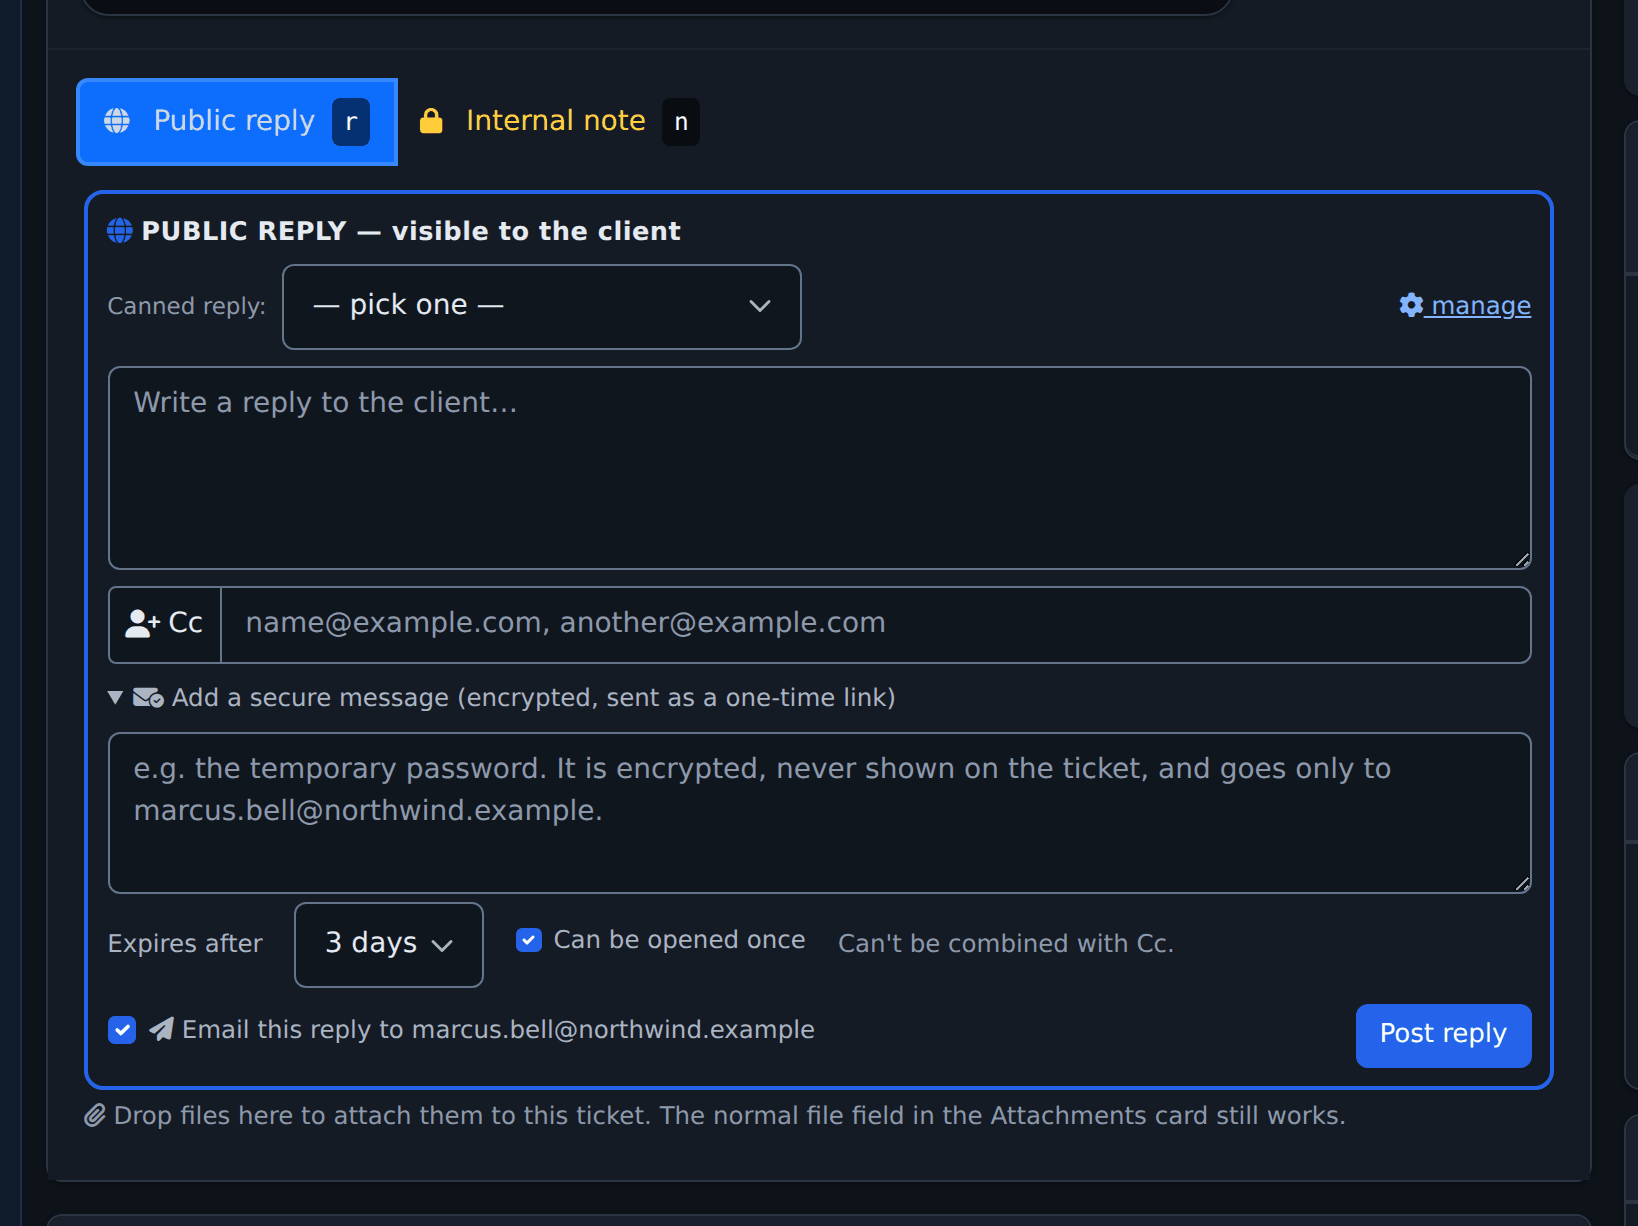 Public reply r
Internal note n
PUBLIC REPLY — visible to the client
Canned reply:
— pick one —
manage
Write a reply to the client…
Cc
name@example.com, another@example.com
Add a secure message (encrypted, sent as a one-time link)
e.g. the temporary password. It is encrypted, never shown on the ticket, and goes only to
marcus.bell@northwind.example.
Expires after
3 days
Can be opened once
Can't be combined with Cc.
Email this reply to marcus.bell@northwind.example
Post reply
Drop files here to attach them to this ticket. The normal file field in the Attachments card still works.